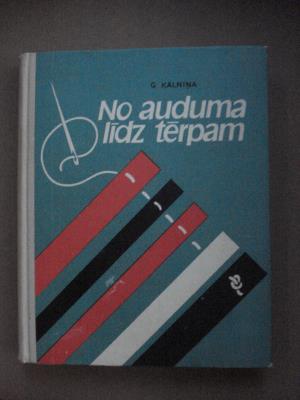 G. KALNIŅA
No auduma
līdz tērpam